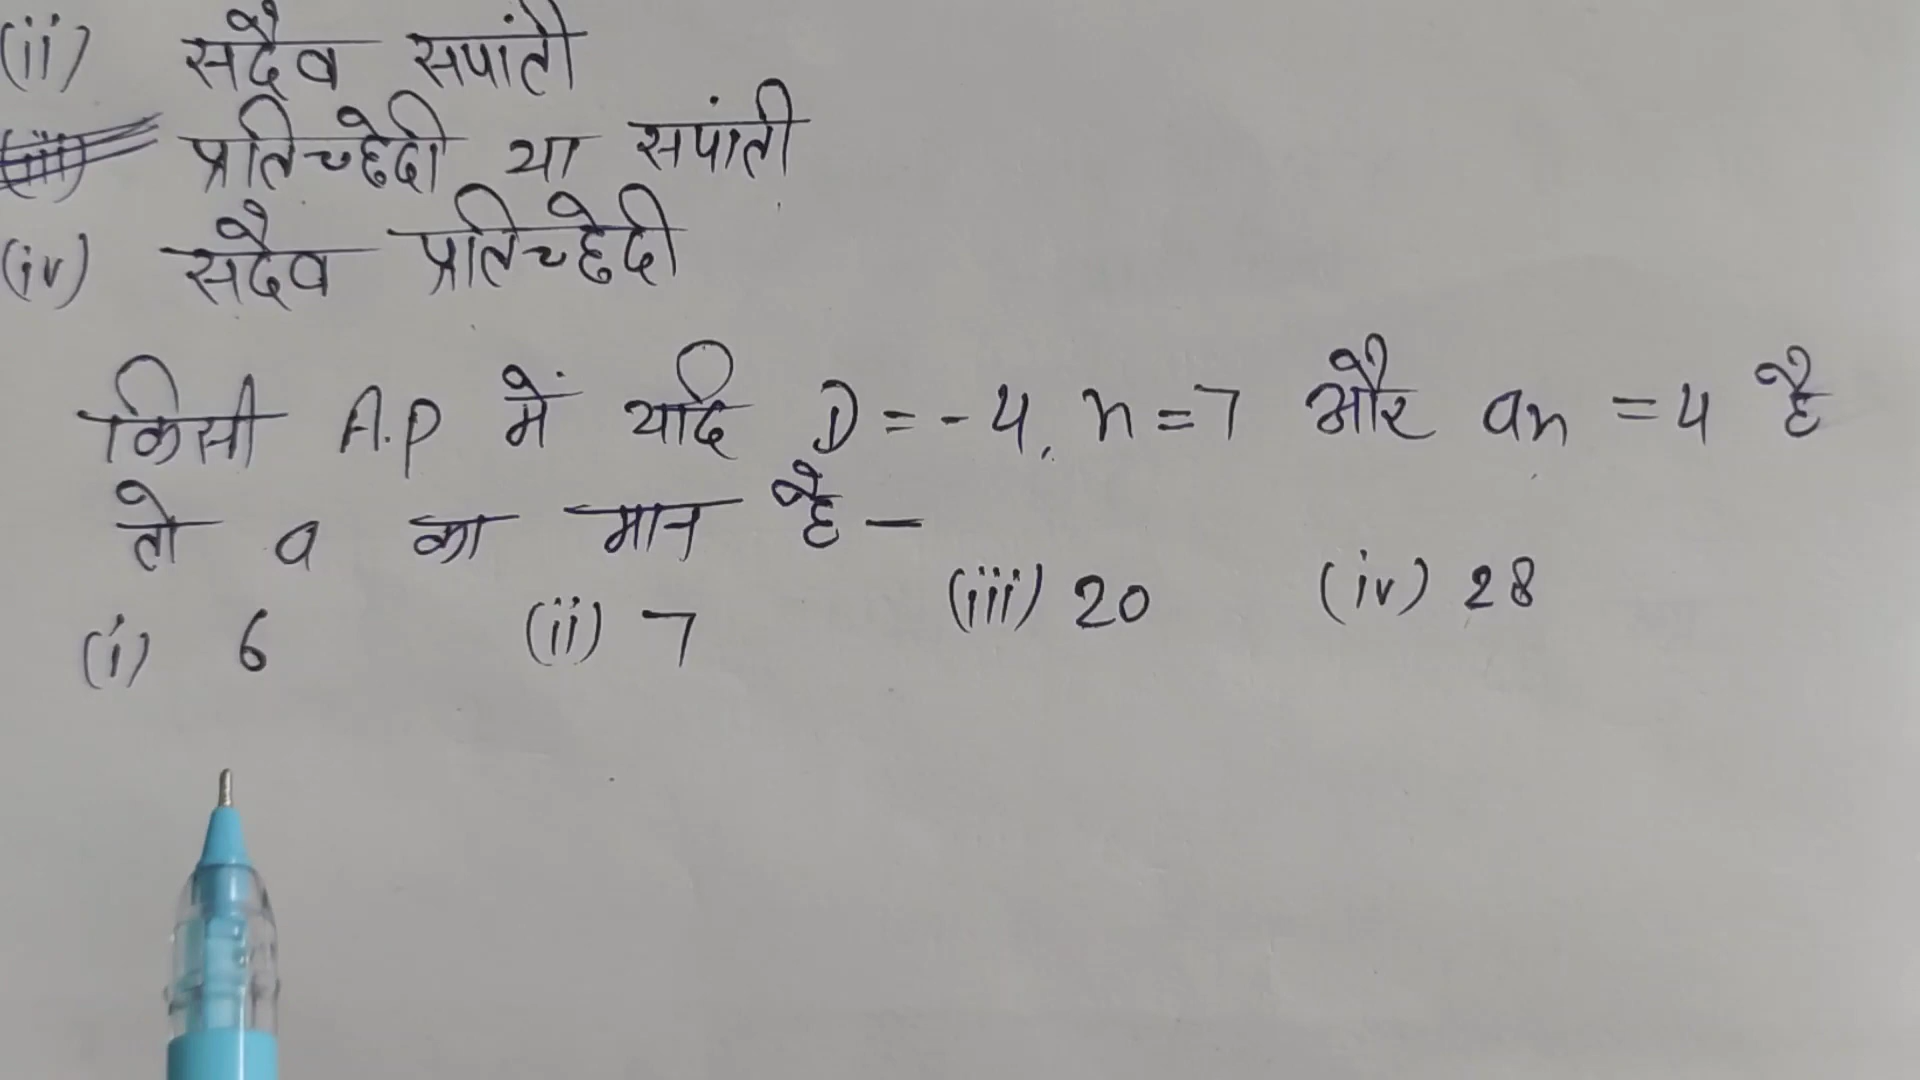 (ii) सदैव सपांती
(iii) प्रतिच्छेदी या सपांती
(iv) सदैव प्रतिच्छेदी
किसी A.P में यदि D = - 4, n = 7 और an = 4 है
तो a का मान है –
(i) 6 (ii) 7 (iii) 20 (iv) 28